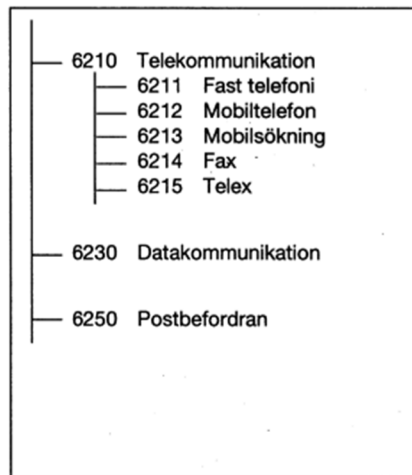 6210 Telekommunikation
6211 Fast telefoni
6212 Mobiltelefon
6213 Mobilsökning
6214 Fax
6215 Telex
6230 Datakommunikation
6250 Postbefordran